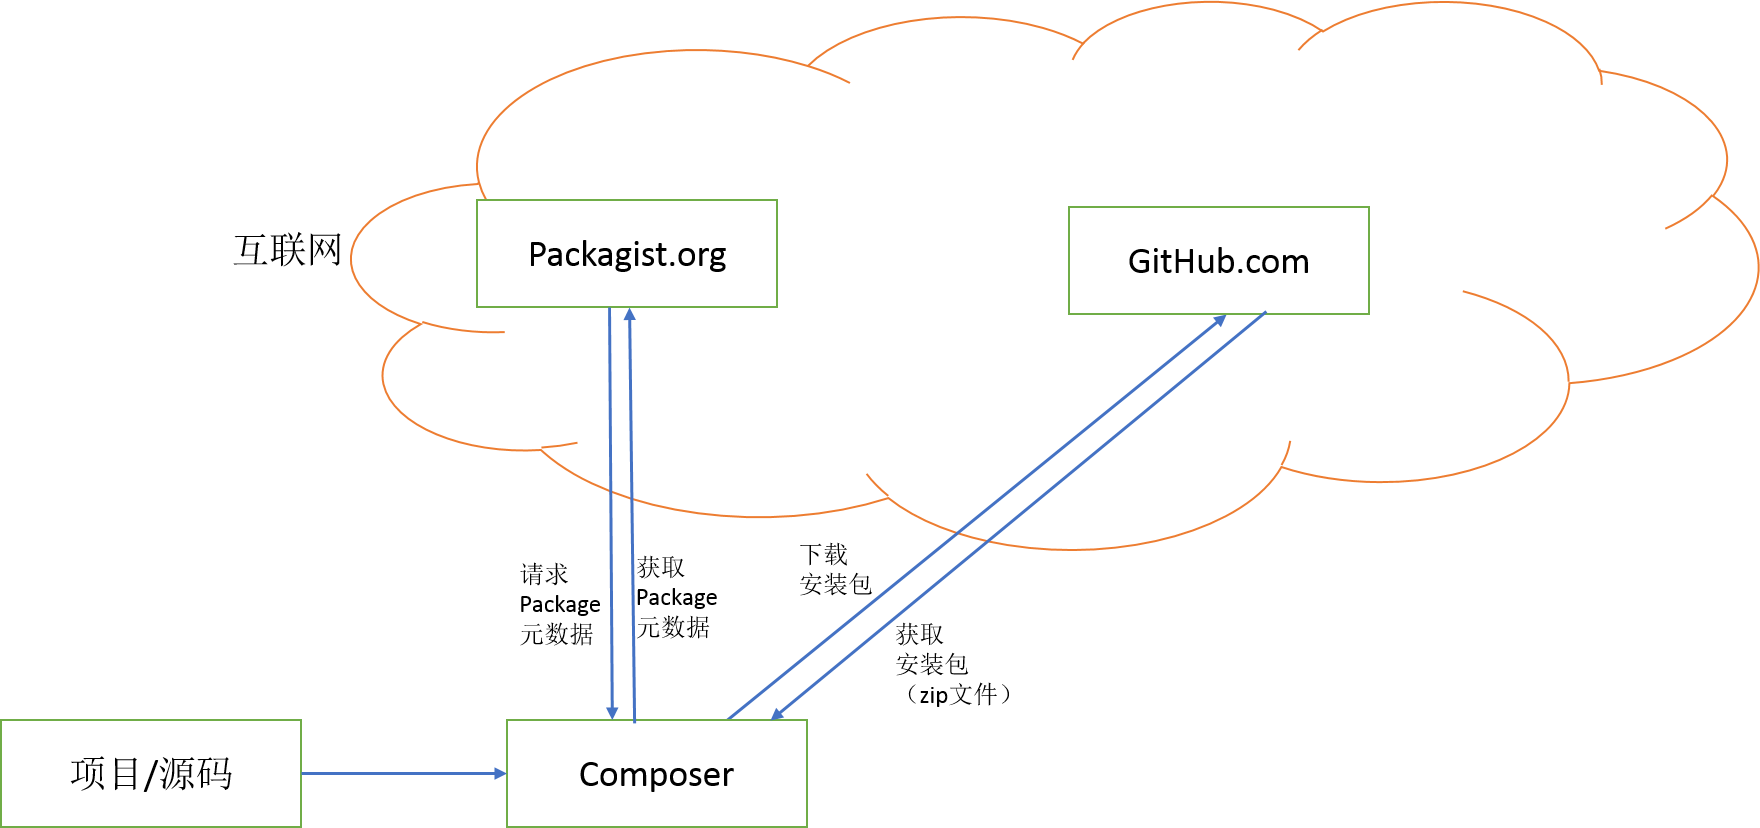 互联网
Packagist.org
GitHub.com
请求
Package
元数据
获取
Package
元数据
下载
安装包
获取
安装包
（zip文件）
项目/源码
Composer